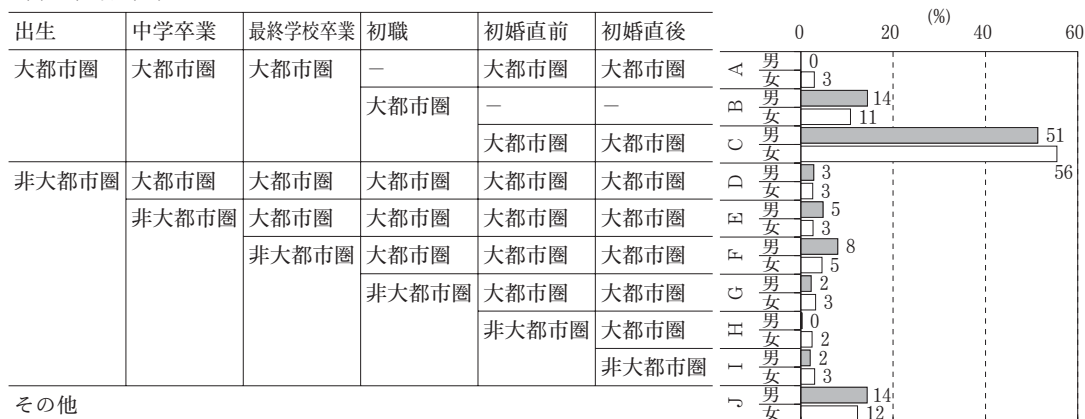 (%)
出生 中学卒業 最終学校卒業 初職 初婚直前 初婚直後 0 20 40 60
大都市圏 大都市圏 大都市圏 － 大都市圏 大都市圏 A 男 0
女 3
大都市圏 － － B 男 14
女 11
大都市圏 大都市圏 C 男 51
女 56
非大都市圏 大都市圏 大都市圏 大都市圏 大都市圏 大都市圏 D 男 3
女 3
非大都市圏 大都市圏 大都市圏 大都市圏 大都市圏 E 男 5
女 3
非大都市圏 大都市圏 大都市圏 大都市圏 F 男 8
女 5
非大都市圏 大都市圏 大都市圏 G 男 2
女 3
非大都市圏 大都市圏 H 男 0
女 2
非大都市圏 I 男 2
女 3
その他 J 男 14
女 12